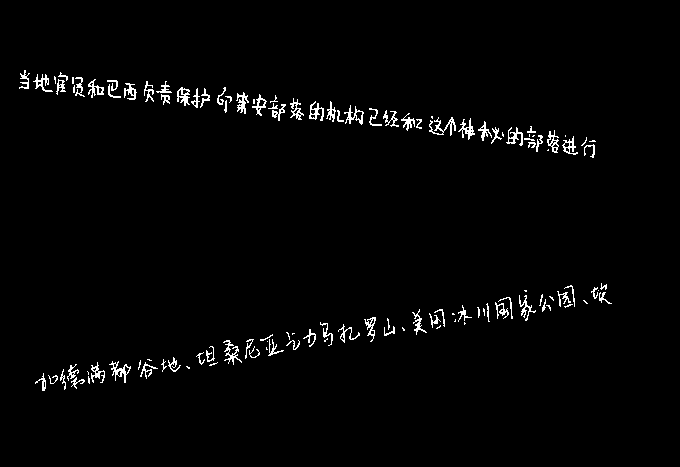 当地官员和巴西负责保护印第安部落的机构已经和这个神秘的部落进行
加德满都谷地、坦桑尼亚乞力马扎罗山、美国冰川国家公园、坎